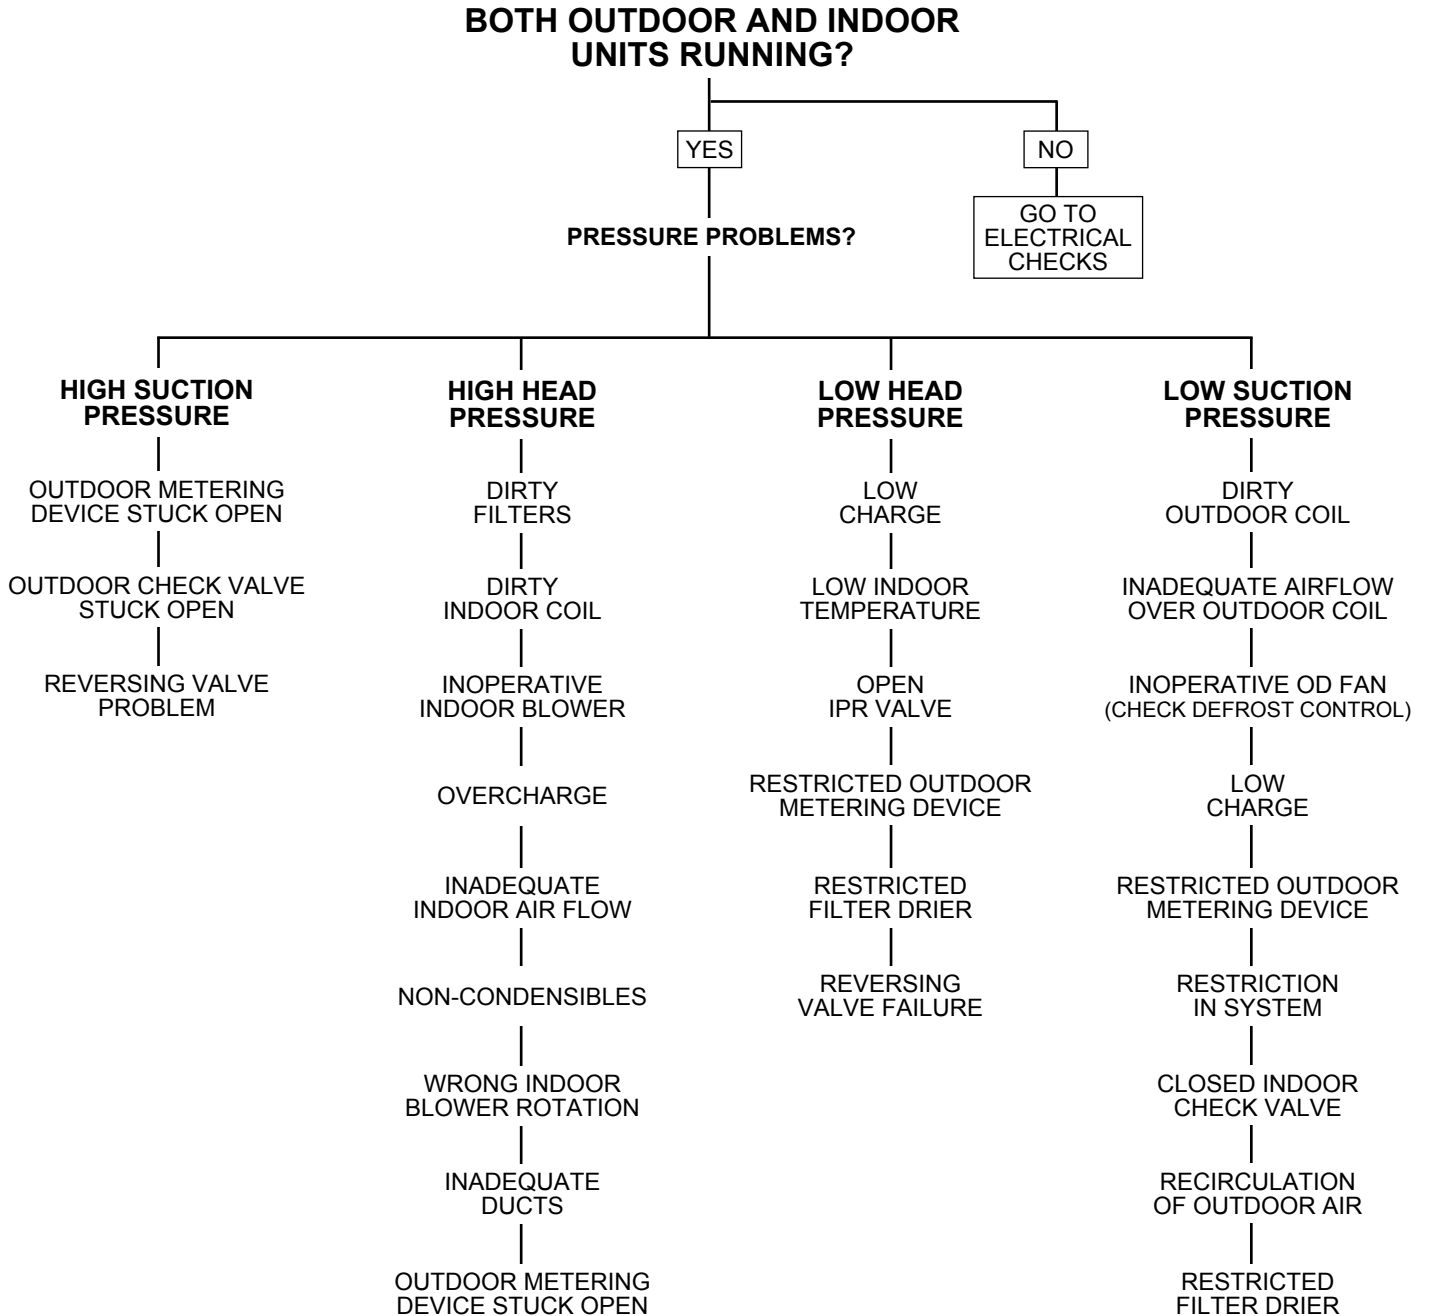 BOTH OUTDOOR AND INDOOR
UNITS RUNNING?
YES
NO
GO TO
ELECTRICAL
CHECKS
PRESSURE PROBLEMS?
HIGH SUCTION
PRESSURE
OUTDOOR METERING
DEVICE STUCK OPEN
OUTDOOR CHECK VALVE
STUCK OPEN
REVERSING VALVE
PROBLEM
HIGH HEAD
PRESSURE
DIRTY
FILTERS
DIRTY
INDOOR COIL
INOPERATIVE
INDOOR BLOWER
OVERCHARGE
INADEQUATE
INDOOR AIR FLOW
NON-CONDENSIBLES
WRONG INDOOR
BLOWER ROTATION
INADEQUATE
DUCTS
OUTDOOR METERING
DEVICE STUCK OPEN
LOW HEAD
PRESSURE
LOW
CHARGE
LOW INDOOR
TEMPERATURE
OPEN
IPR VALVE
RESTRICTED OUTDOOR
METERING DEVICE
RESTRICTED
FILTER DRIER
REVERSING
VALVE FAILURE
LOW SUCTION
PRESSURE
DIRTY
OUTDOOR COIL
INADEQUATE AIRFLOW
OVER OUTDOOR COIL
INOPERATIVE OD FAN
(CHECK DEFROST CONTROL)
LOW
CHARGE
RESTRICTED OUTDOOR
METERING DEVICE
RESTRICTION
IN SYSTEM
CLOSED INDOOR
CHECK VALVE
RECIRCULATION
OF OUTDOOR AIR
RESTRICTED
FILTER DRIER